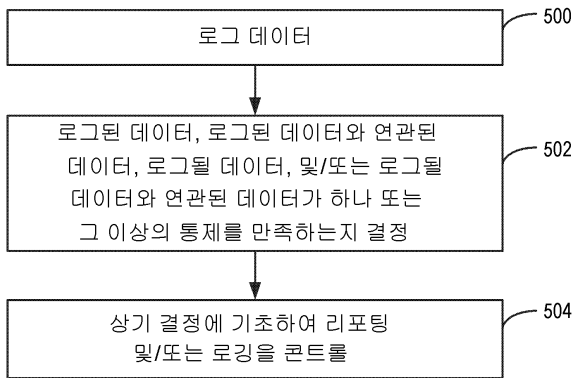 500
로그 데이터
로그된 데이터, 로그된 데이터와 연관된
데이터, 로그될 데이터, 및/또는 로그될
데이터와 연관된 데이터가 하나 또는
그 이상의 통제를 만족하는지 결정
502
상기 결정에 기초하여 리포팅
및/또는 로깅을 콘트롤
504